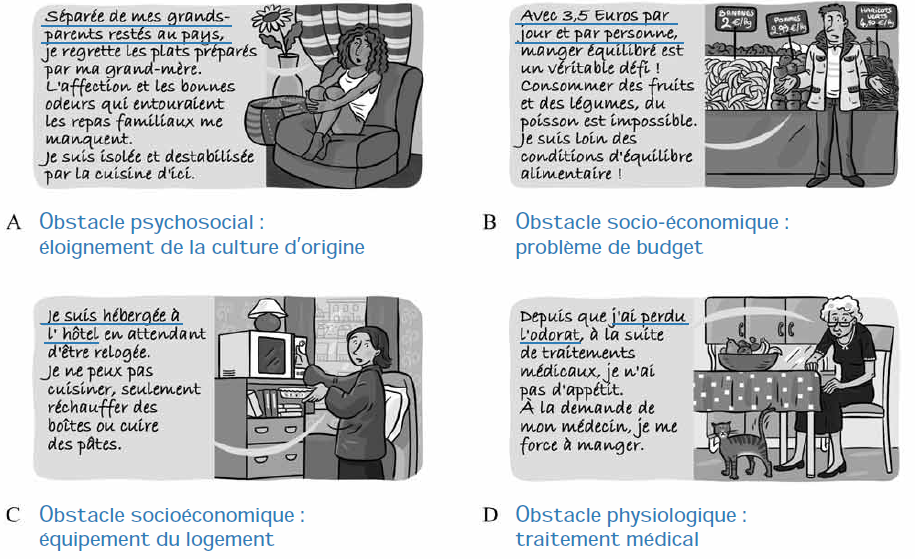 Séparée de mes grands-
parents restés au pays,
je regrette les plats préparés
par ma grand-mère.
L'affection et les bonnes
odeurs qui entouraient
les repas familiaux me
manquent.
Je suis isolée et destabilisée
par la cuisine d'ici.
A Obstacle psychosocial :
éloignement de la culture d'origine
Avec 3,5 Euros par
jour et par personne,
manger équilibré est
un véritable défi !
Consommer des fruits
et des légumes, du
poisson est impossible.
Je suis loin des
conditions d'équilibre
alimentaire !
BANANES
2 €/kg
POMMES
2,95 €/kg
HARICOTS
VERTS
4,90 €/kg
B Obstacle socio-économique :
problème de budget
Je suis hébergée à
l'hôtel en attendant
d'être relogée.
Je ne peux pas
cuisiner, seulement
réchauffer des
boîtes ou cuire
des pâtes.
C Obstacle socioéconomique :
équipement du logement
Depuis que j'ai perdu
l'odorat, à la suite
de traitements
médicaux, je n'ai
pas d'appétit.
À la demande de
mon médecin, je me
force à manger.
D Obstacle physiologique :
traitement médical